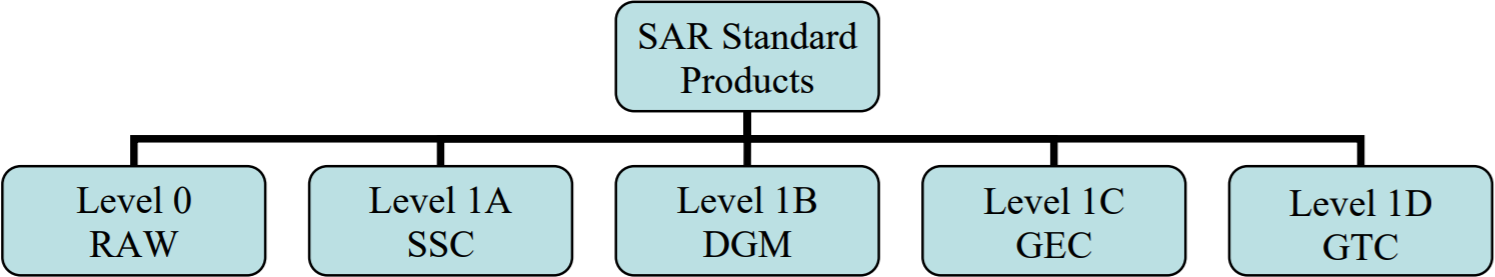 SAR Standard
Products
Level 0
RAW
Level 1A
SSC
Level 1B
DGM
Level 1C
GEC
Level 1D
GTC